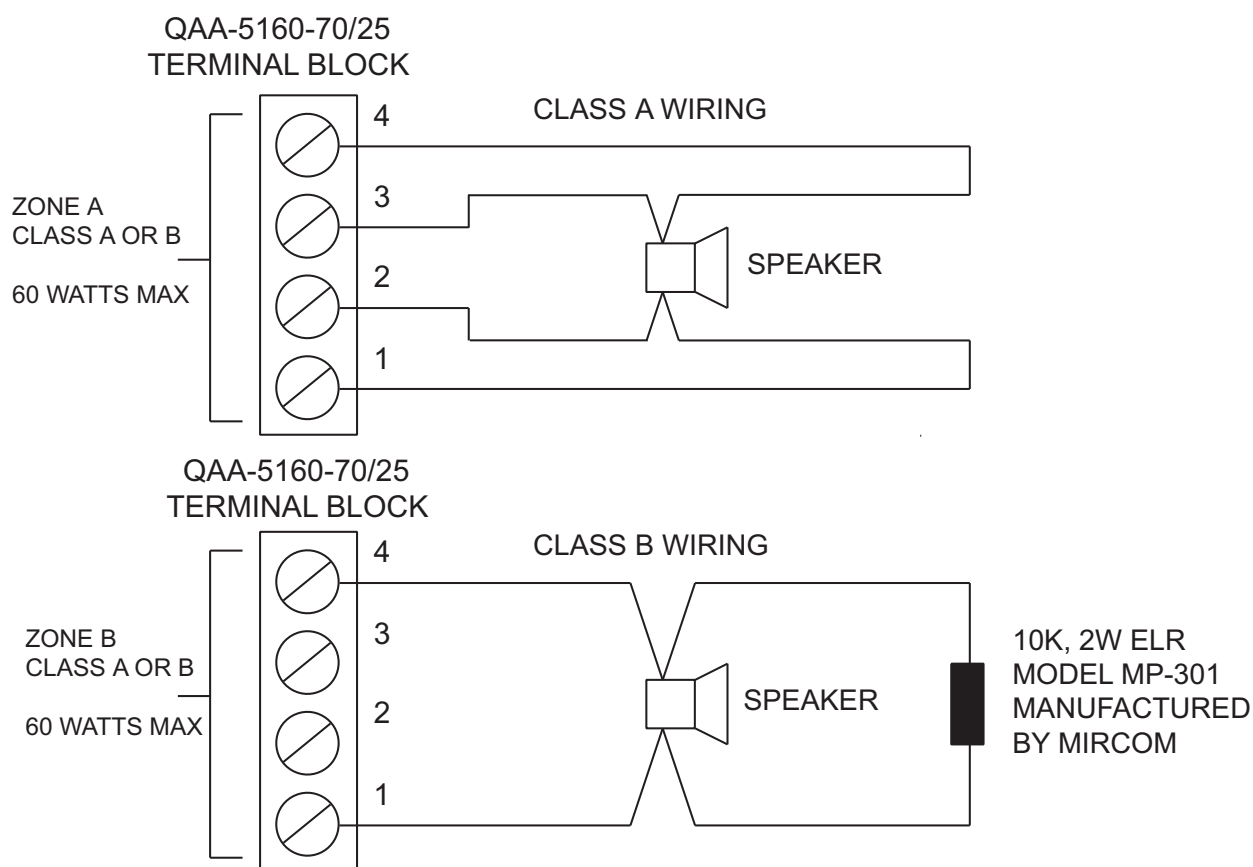 QAA-5160-70/25
TERMINAL BLOCK
4
CLASS A WIRING
3
ZONE A
CLASS A OR B
SPEAKER
2
60 WATTS MAX
1
QAA-5160-70/25
TERMINAL BLOCK
4
CLASS B WIRING
3
ZONE B
CLASS A OR B
10K, 2W ELR
MODEL MP-301
MANUFACTURED
BY MIRCOM
SPEAKER
2
60 WATTS MAX
1